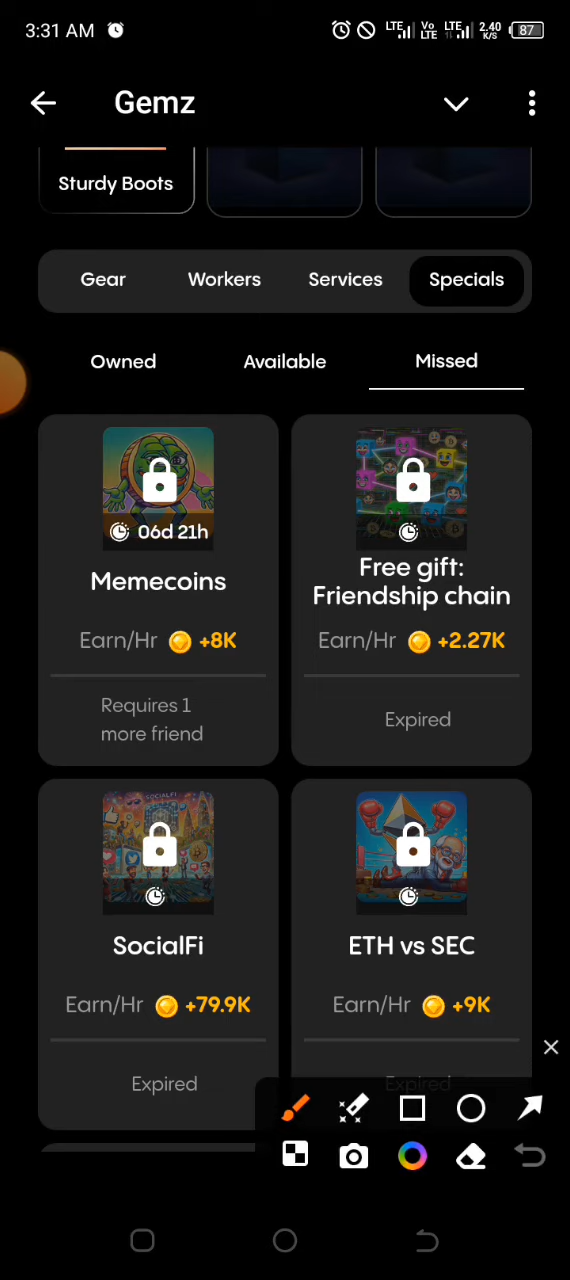 3:31 AM
LTE Vo LTE LTE 2.40 K/S 87
Gemz
Sturdy Boots
Gear Workers Services Specials
Owned Available Missed
06d 21h
Memecoins
Earn/Hr +8K
Requires 1
more friend
Free gift:
Friendship chain
Earn/Hr +2.27K
Expired
SOCIALFI
SocialFi
Earn/Hr +79.9K
Expired
ETH vs SEC
Earn/Hr +9K
Expired